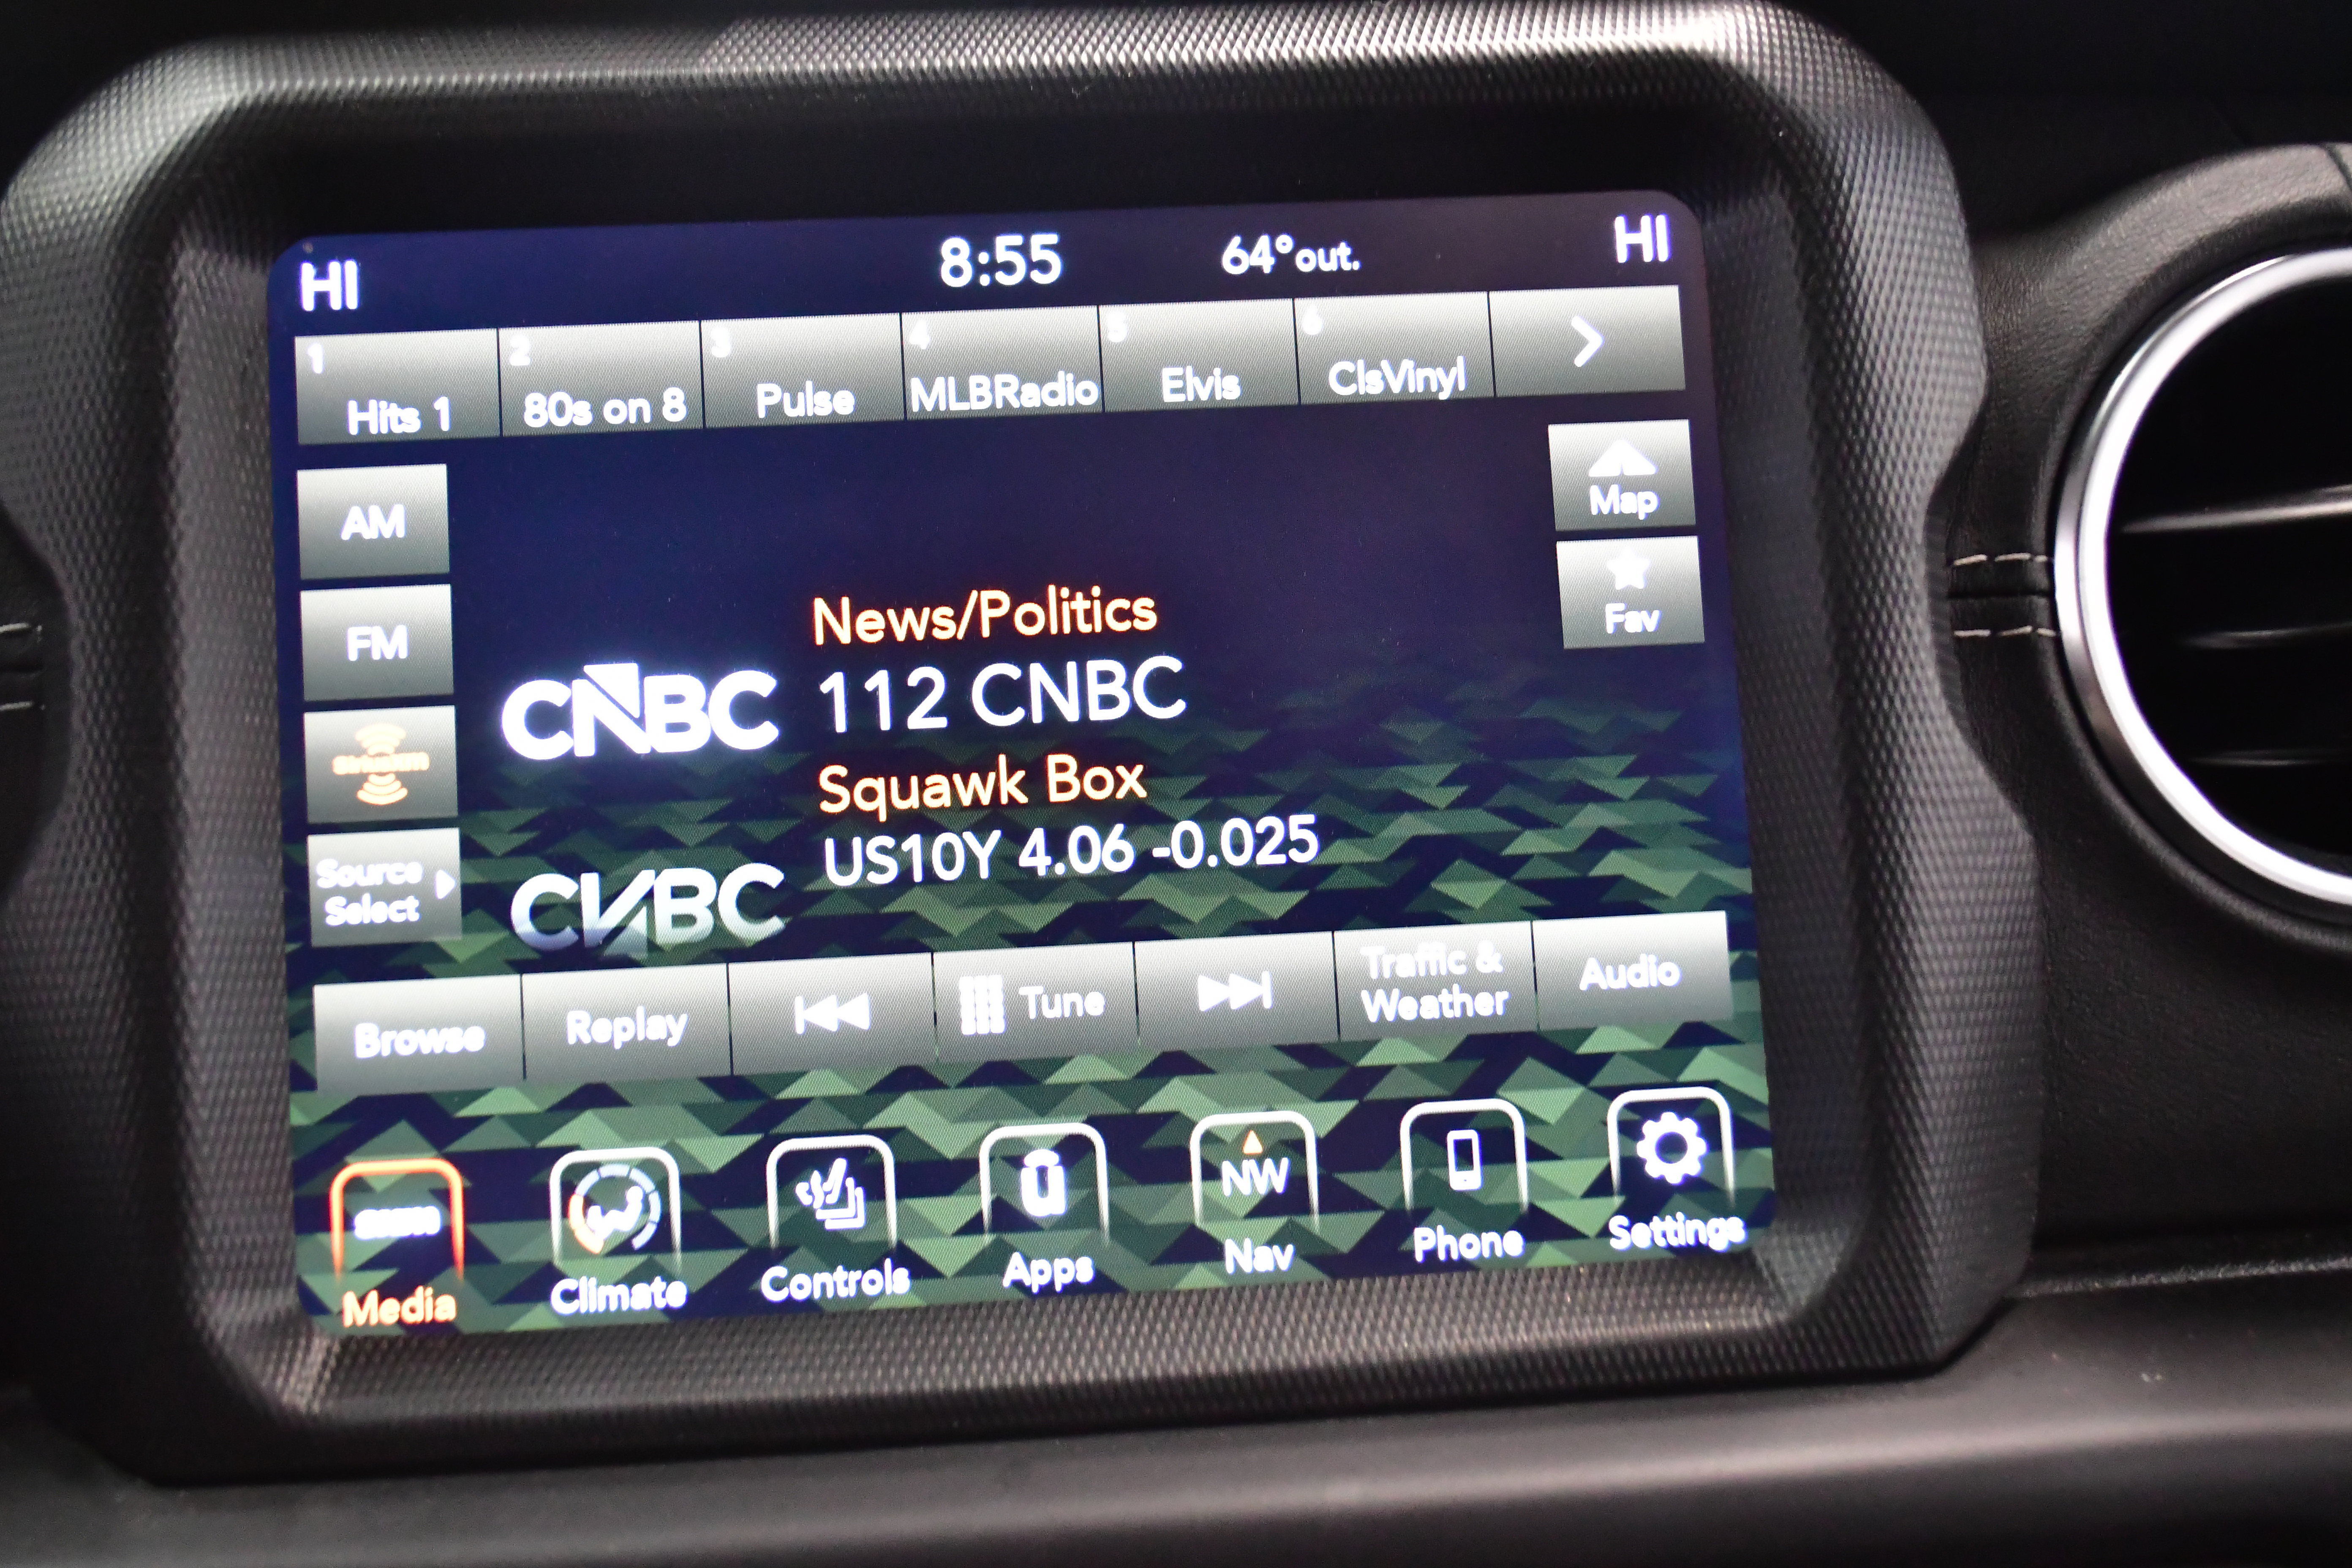 HI 8:55 64° out. HI
1 2 3 4 5 6
Hits 1 80s on 8 Pulse MLBRadio Elvis ClsVinyl
AM
Map
FM
Fav
News/Politics
CNBC
112 CNBC
Squawk Box
US10Y 4.06 -0.025
Source
Select
CNBC
Browse Replay Tune Traffic &
Weather Audio
NW
Media Climate Controls Apps Nav Phone Settings